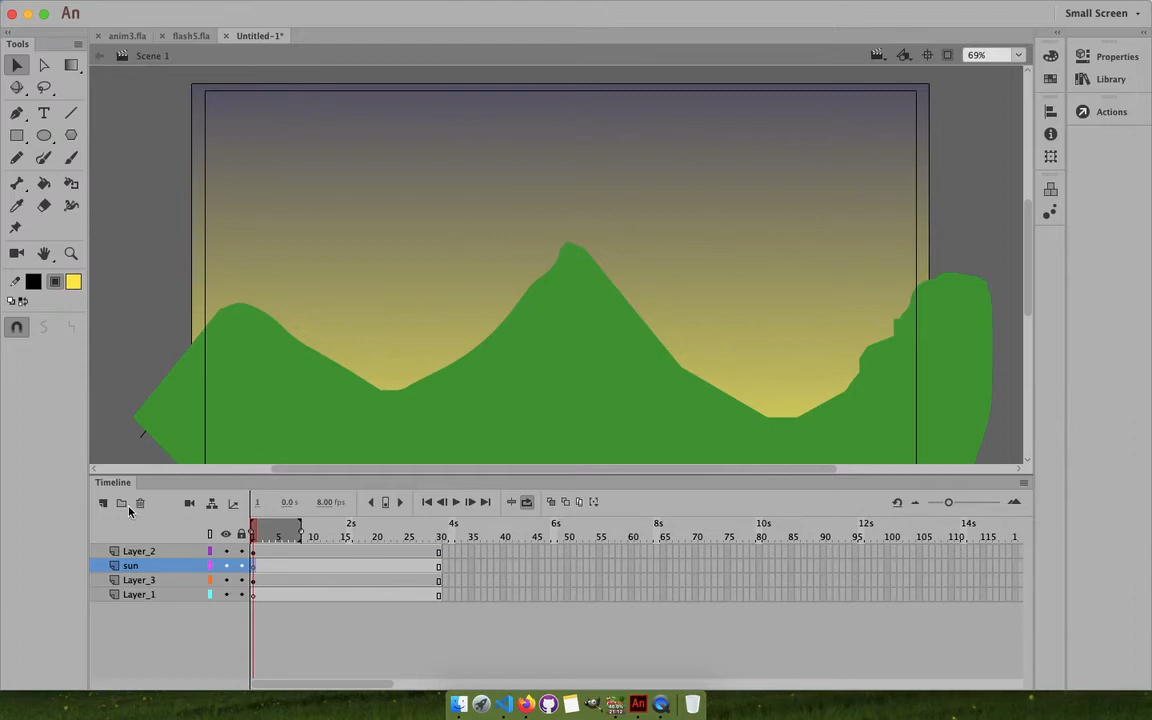 An Small Screen
Tools
anim3.fla flash5.fla Untitled-1*
Scene 1 69%
Properties
Library
Actions
Timeline
1 0.0 s 8.00 fps
2s 4s 6s 8s 10s 12s 14s
5 10 15 20 25 30 35 40 45 50 55 60 65 70 75 80 85 90 95 100 105 110 115 1
Layer_2
sun
Layer_3
Layer_1
An